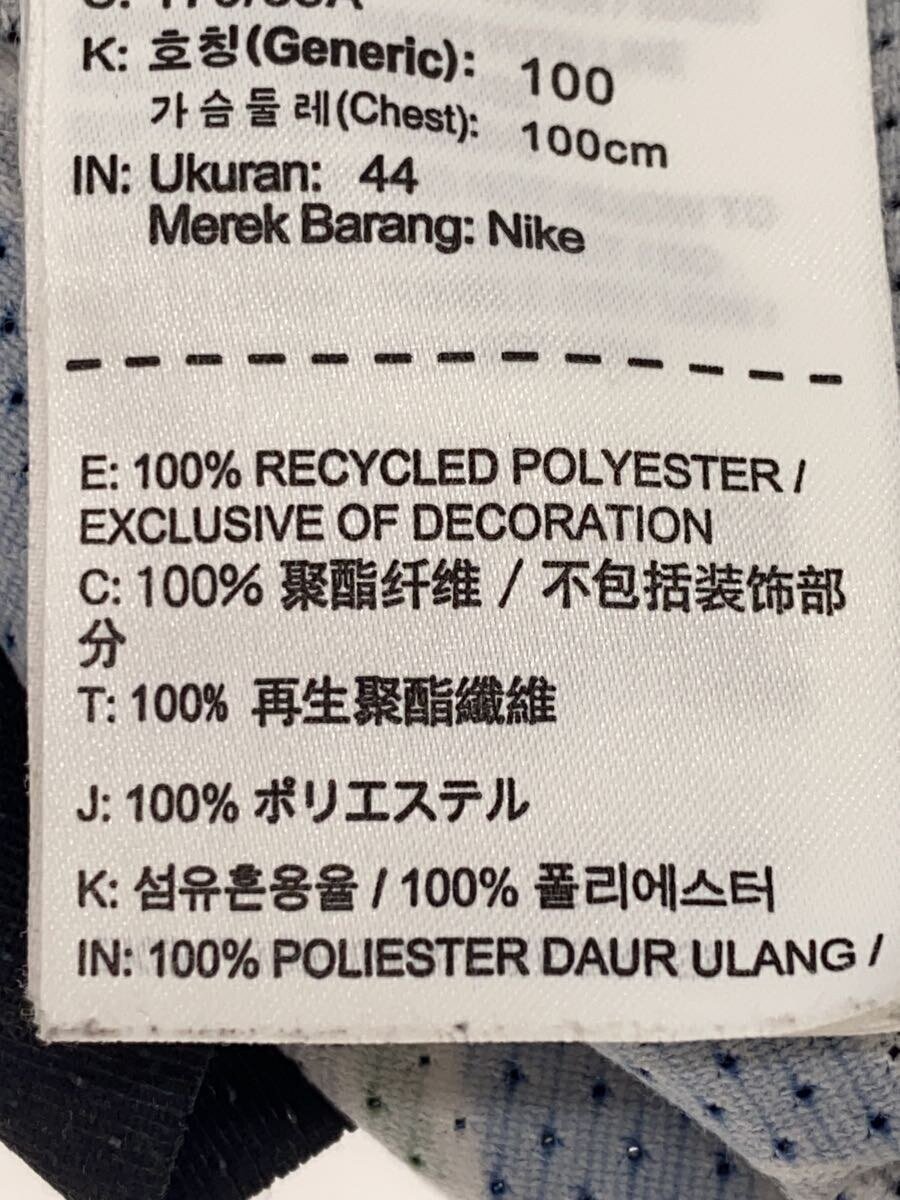 K: 호칭(Generic): 100
가슴둘레(Chest): 100cm
IN: Ukuran: 44
Merek Barang: Nike
E: 100% RECYCLED POLYESTER /
EXCLUSIVE OF DECORATION
C: 100% 聚酯纤维 / 不包括装饰部
分
T: 100% 再生聚酯纖維
J: 100% ポリエステル
K: 섬유혼용율 / 100% 폴리에스터
IN: 100% POLIESTER DAUR ULANG /